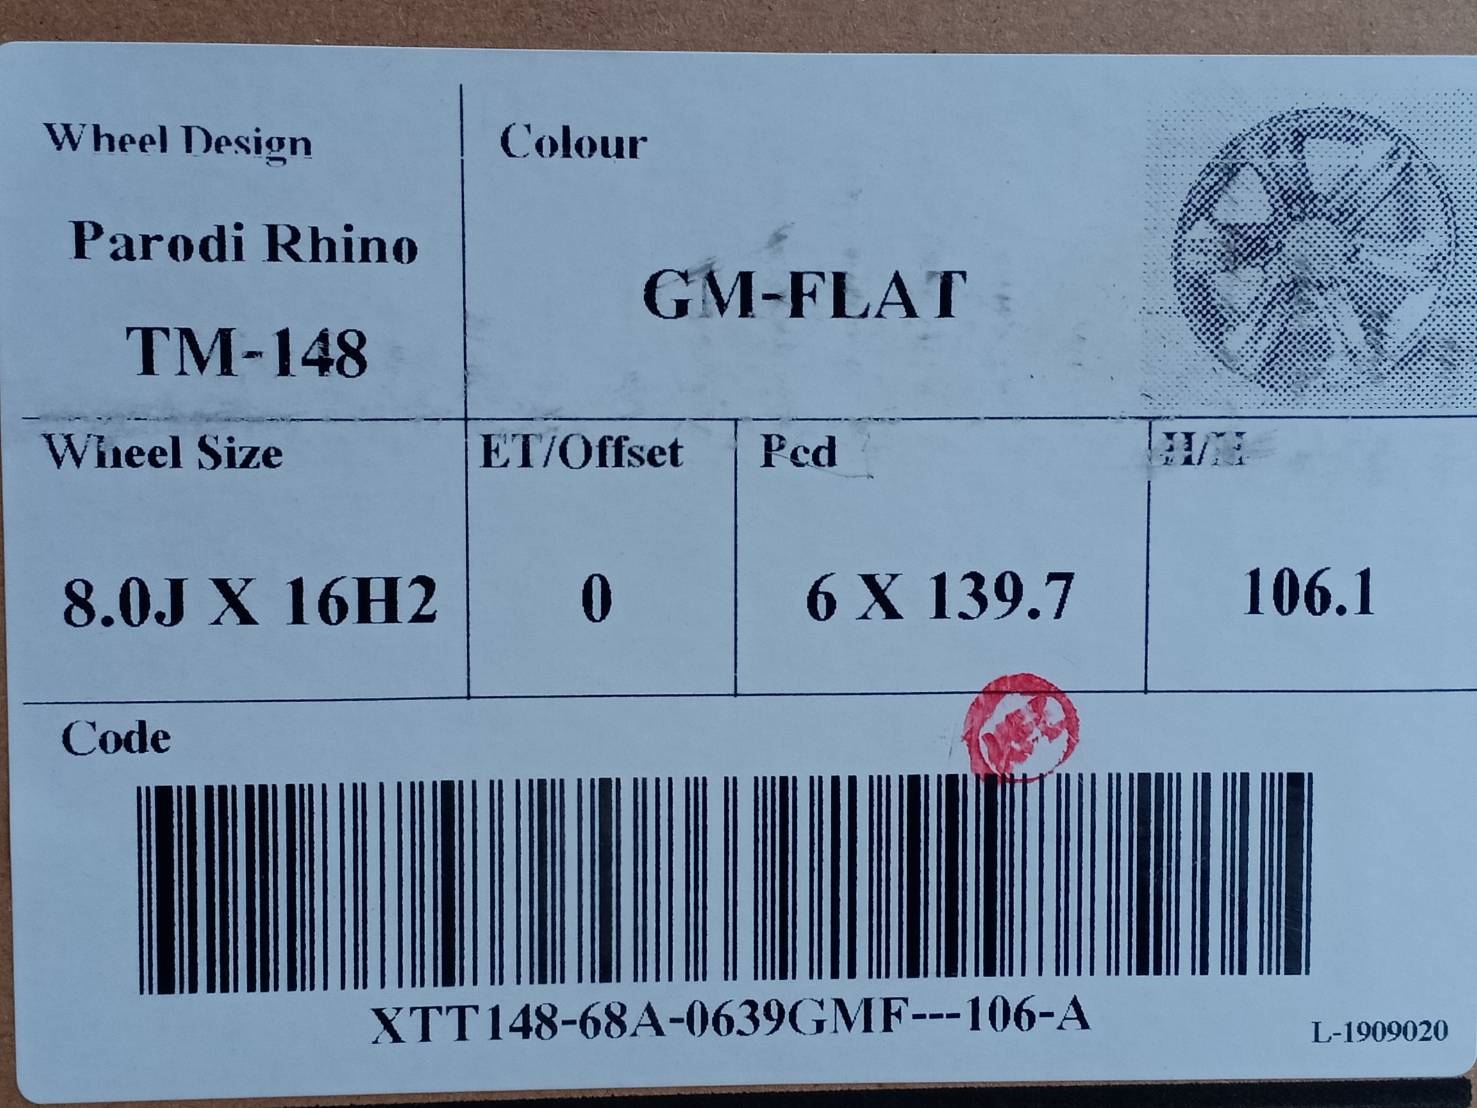 Wheel Design
Parodi Rhino
TM-148
Colour
GM-FLAT
Wheel Size
8.0J X 16H2
ET/Offset
0
Pcd
6 X 139.7
H/H
106.1
Code
XTT148-68A-0639GMF---106-A
L-1909020